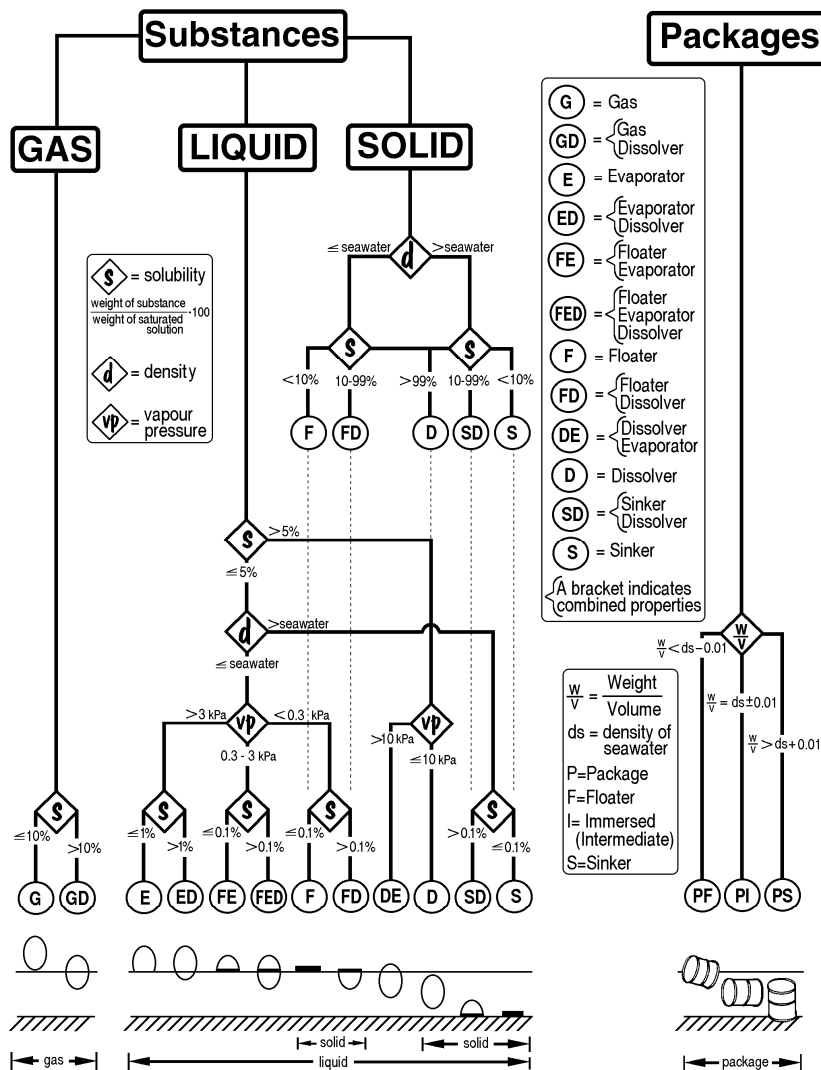 Substances
Packages
GAS
LIQUID
SOLID
G = Gas
GD = Gas
Dissolver
E = Evaporator
ED = Evaporator
Dissolver
FE = Floater
Evaporator
FED = Floater
Evaporator
Dissolver
F = Floater
FD = Floater
Dissolver
DE = Dissolver
Evaporator
D = Dissolver
SD = Sinker
Dissolver
S = Sinker
A bracket indicates
combined properties
S = solubility
weight of substance
weight of saturated
solution
·100
d = density
vp = vapour
pressure
≤ seawater
d
>seawater
S
S
<10%
10-99%
>99%
10-99%
<10%
F
FD
D
SD
S
S
>5%
≤ 5%
d
>seawater
≤ seawater
>3 kPa
vp
<0.3 kPa
0.3 - 3 kPa
vp
>10 kPa
≤10 kPa
S
≤10%
>10%
S
≤1%
>1%
S
≤0.1%
>0.1%
S
≤0.1%
>0.1%
S
>0.1%
≤0.1%
G
GD
E
ED
FE
FED
F
FD
DE
D
SD
S
W/V
W/V <ds-0.01
W/V = ds±0.01
W/V > ds+0.01
W/V = Weight
Volume
ds = density of
seawater
P=Package
F=Floater
I= Immersed
(Intermediate)
S=Sinker
PF
PI
PS
solid
solid
gas
liquid
package